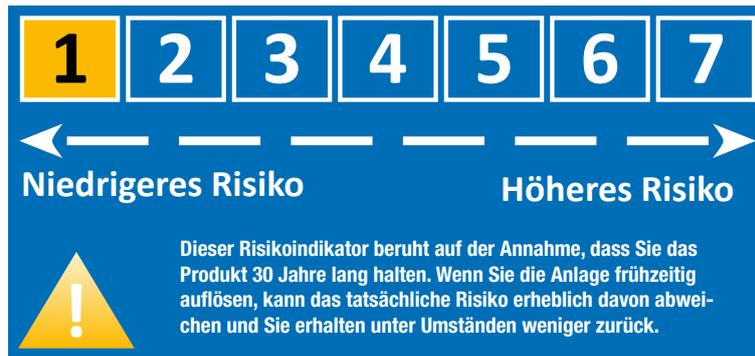 1 2 3 4 5 6 7
Niedrigeres Risiko Höheres Risiko
Dieser Risikoindikator beruht auf der Annahme, dass Sie das
Produkt 30 Jahre lang halten. Wenn Sie die Anlage frühzeitig
auflösen, kann das tatsächliche Risiko erheblich davon abwei-
chen und Sie erhalten unter Umständen weniger zurück.
!